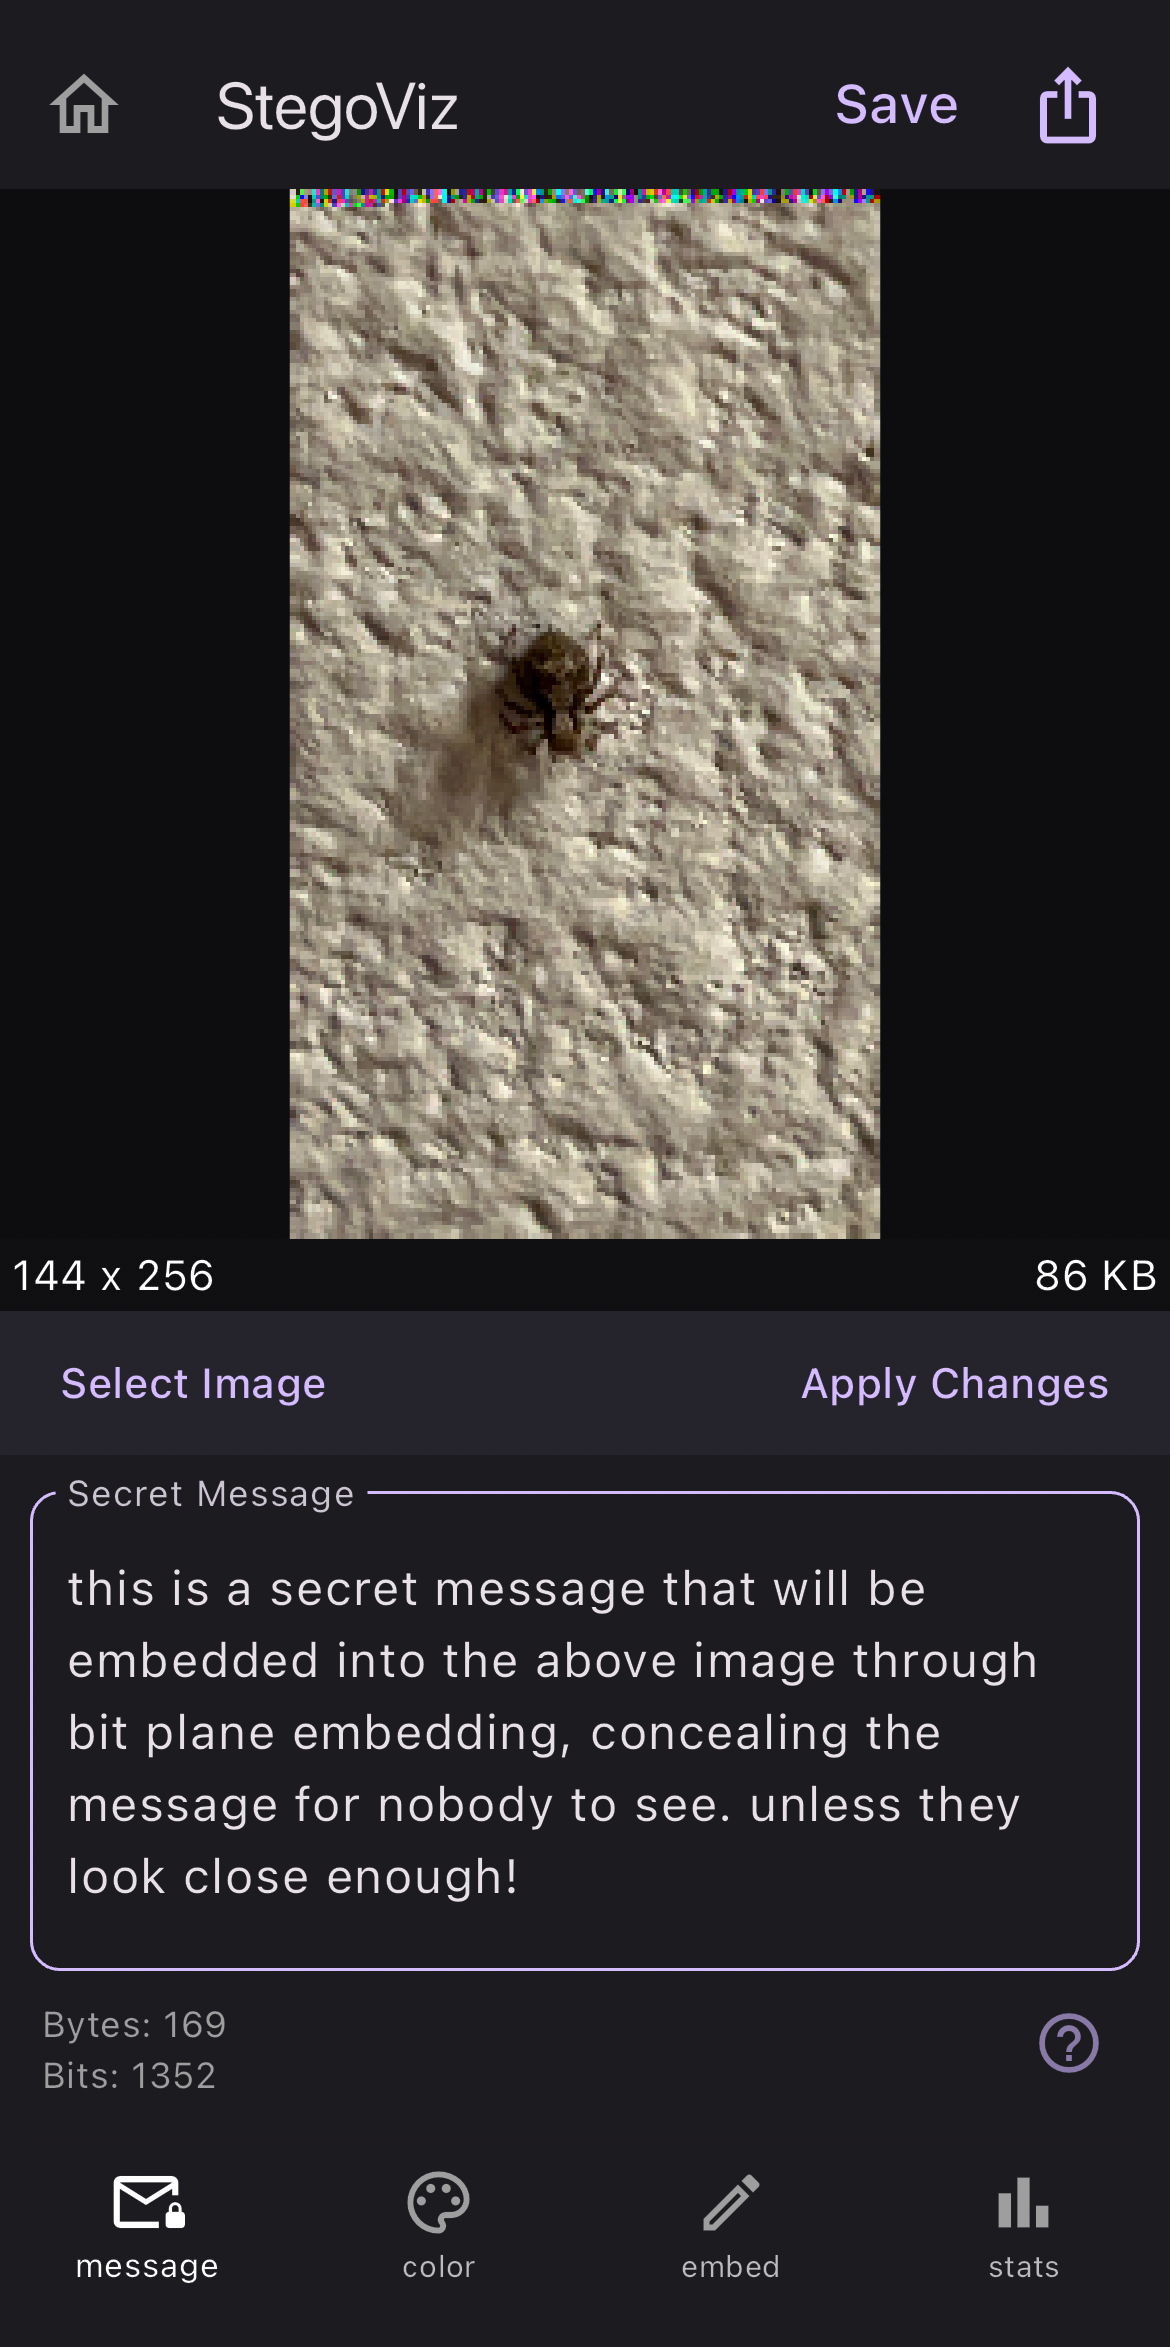 StegoViz
Save
144 x 256
86 KB
Select Image
Apply Changes
Secret Message
this is a secret message that will be
embedded into the above image through
bit plane embedding, concealing the
message for nobody to see. unless they
look close enough!
Bytes: 169
Bits: 1352
message
color
embed
stats